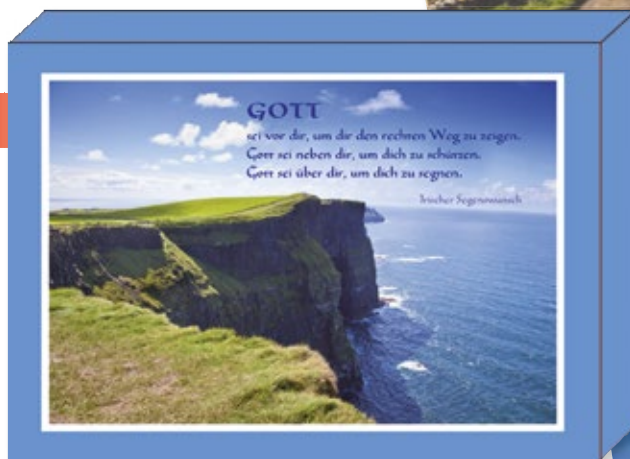 GOTT
sei vor dir, um dir den rechten Weg zu zeigen.
Gott sei neben dir, um dich zu schützen.
Gott sei über dir, um dich zu segnen.
Irischer Segenswunsch